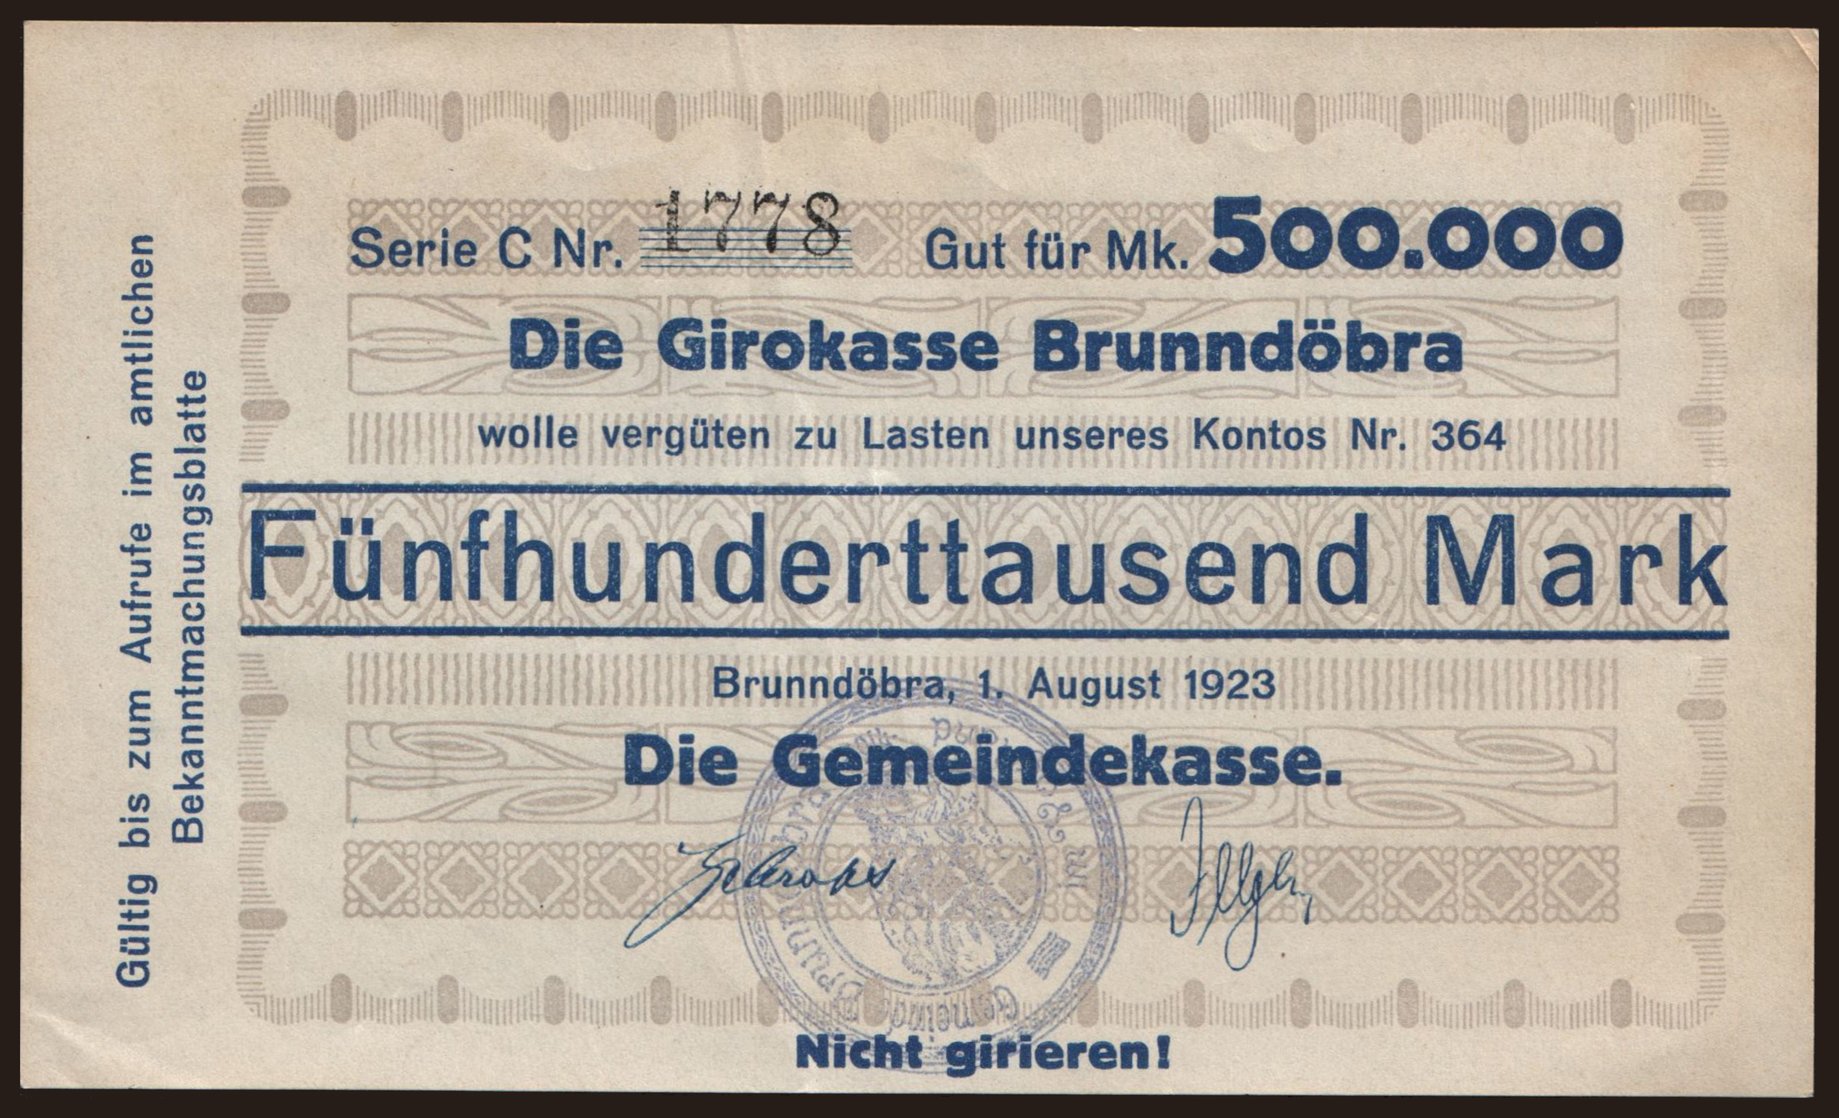 Gültig bis zum Aufrufe im amtlichen
Bekanntmachungsblatte
Serie C Nr. 1778 Gut für Mk. 500.000
Die Girokasse Brunndöbra
wolle vergüten zu Lasten unseres Kontos Nr. 364
Fünfhunderttausend Mark
Brunndöbra, 1. August 1923
Die Gemeindekasse.
Nicht girieren!